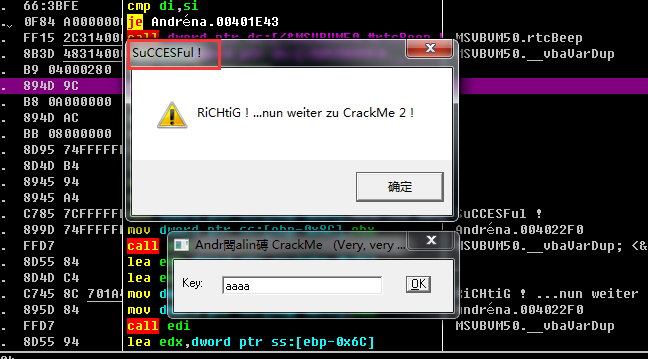 . 66:3BFE cmp di,si
. 0F84 A0000000 je Andréna.00401E43
. FF15 2C314000 call dword ptr ds:[<&MSVBVM50.#rtcBeep MSVBVM50.rtcBeep
. 8B3D 48314000 MSVBVM50.__vbaVarDup
. B9 04000280
. 894D 9C
. B8 0A000000
. 894D AC
. BB 08000000
. 8D95 74FFFFFF
. 8D4D B4
. 8945 94
. 8945 A4
. C785 7CFFFFFF SuCCESFul !
. 899D 74FFFFFF mov dword ptr ss:[ebp-0x8C],ebx Andréna.004022F0
. FFD7 call MSVBVM50.__vbaVarDup; <&
. 8D55 84 lea
. 8D4D C4 lea
. C745 8C 701A4 mov RiCHtiG ! ...nun weiter
. 895D 84 mov Andréna.004022F0
. FFD7 call edi MSVBVM50.__vbaVarDup
. 8D55 94 lea edx,dword ptr ss:[ebp-0x6C]
SuCCESFul !
RiCHtiG ! ...nun weiter zu CrackMe 2 !
确定
Andr閚alin磗 CrackMe (Very, very ...
Key: aaaa OK